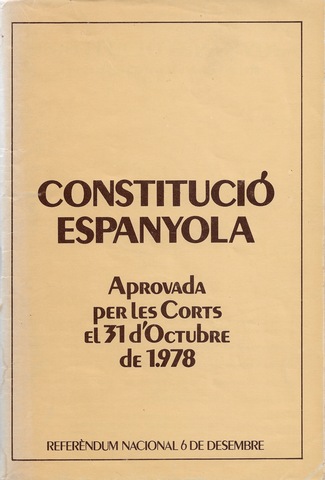 CONSTITUCIÓ
ESPANYOLA
APROVADA
PER LES CORTS
EL 31 d'OCTUBRE
dE 1.978
REFERÈNDUM NACIONAL 6 DE DESEMBRE